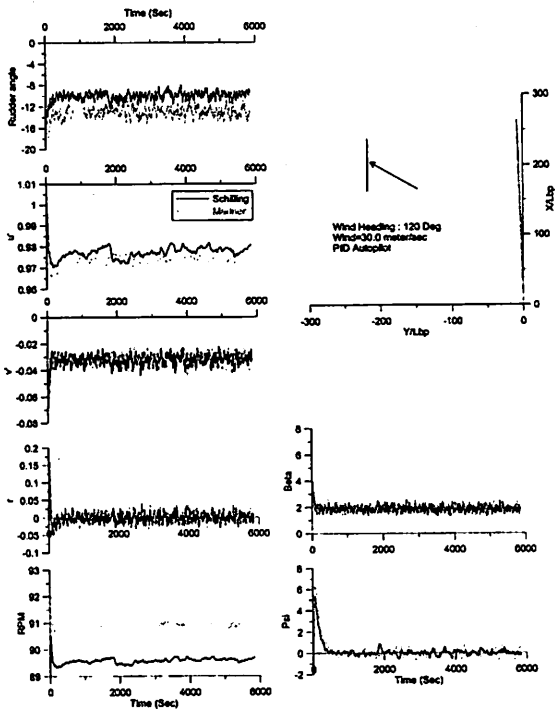 Time (Sec)
0 2000 4000 6000
0
-4
-8
-12
-16
-20
Rudder angle
0 2000 4000 6000
1.01
1
0.99
0.98
0.97
0.96
u'
Schilling
Mariner
0 2000 4000 6000
0
-0.02
-0.04
-0.06
-0.08
v'
0.2
0.15
0.1
0.05
0
-0.05
-0.1
r
2000 4000 6000
93
92
91
90
89
RPM
0 2000 4000 6000
Time (Sec)
300
200
100
0
X/Lbp
Wind Heading : 120 Deg
Wind=30.0 meter/sec
PID Autopilot
-300 -200 -100 0
Y/Lbp
8
6
4
2
0
Beta
0 2000 4000 6000
8
6
4
2
0
-2
Psi
0 2000 4000 6000
Time (Sec)